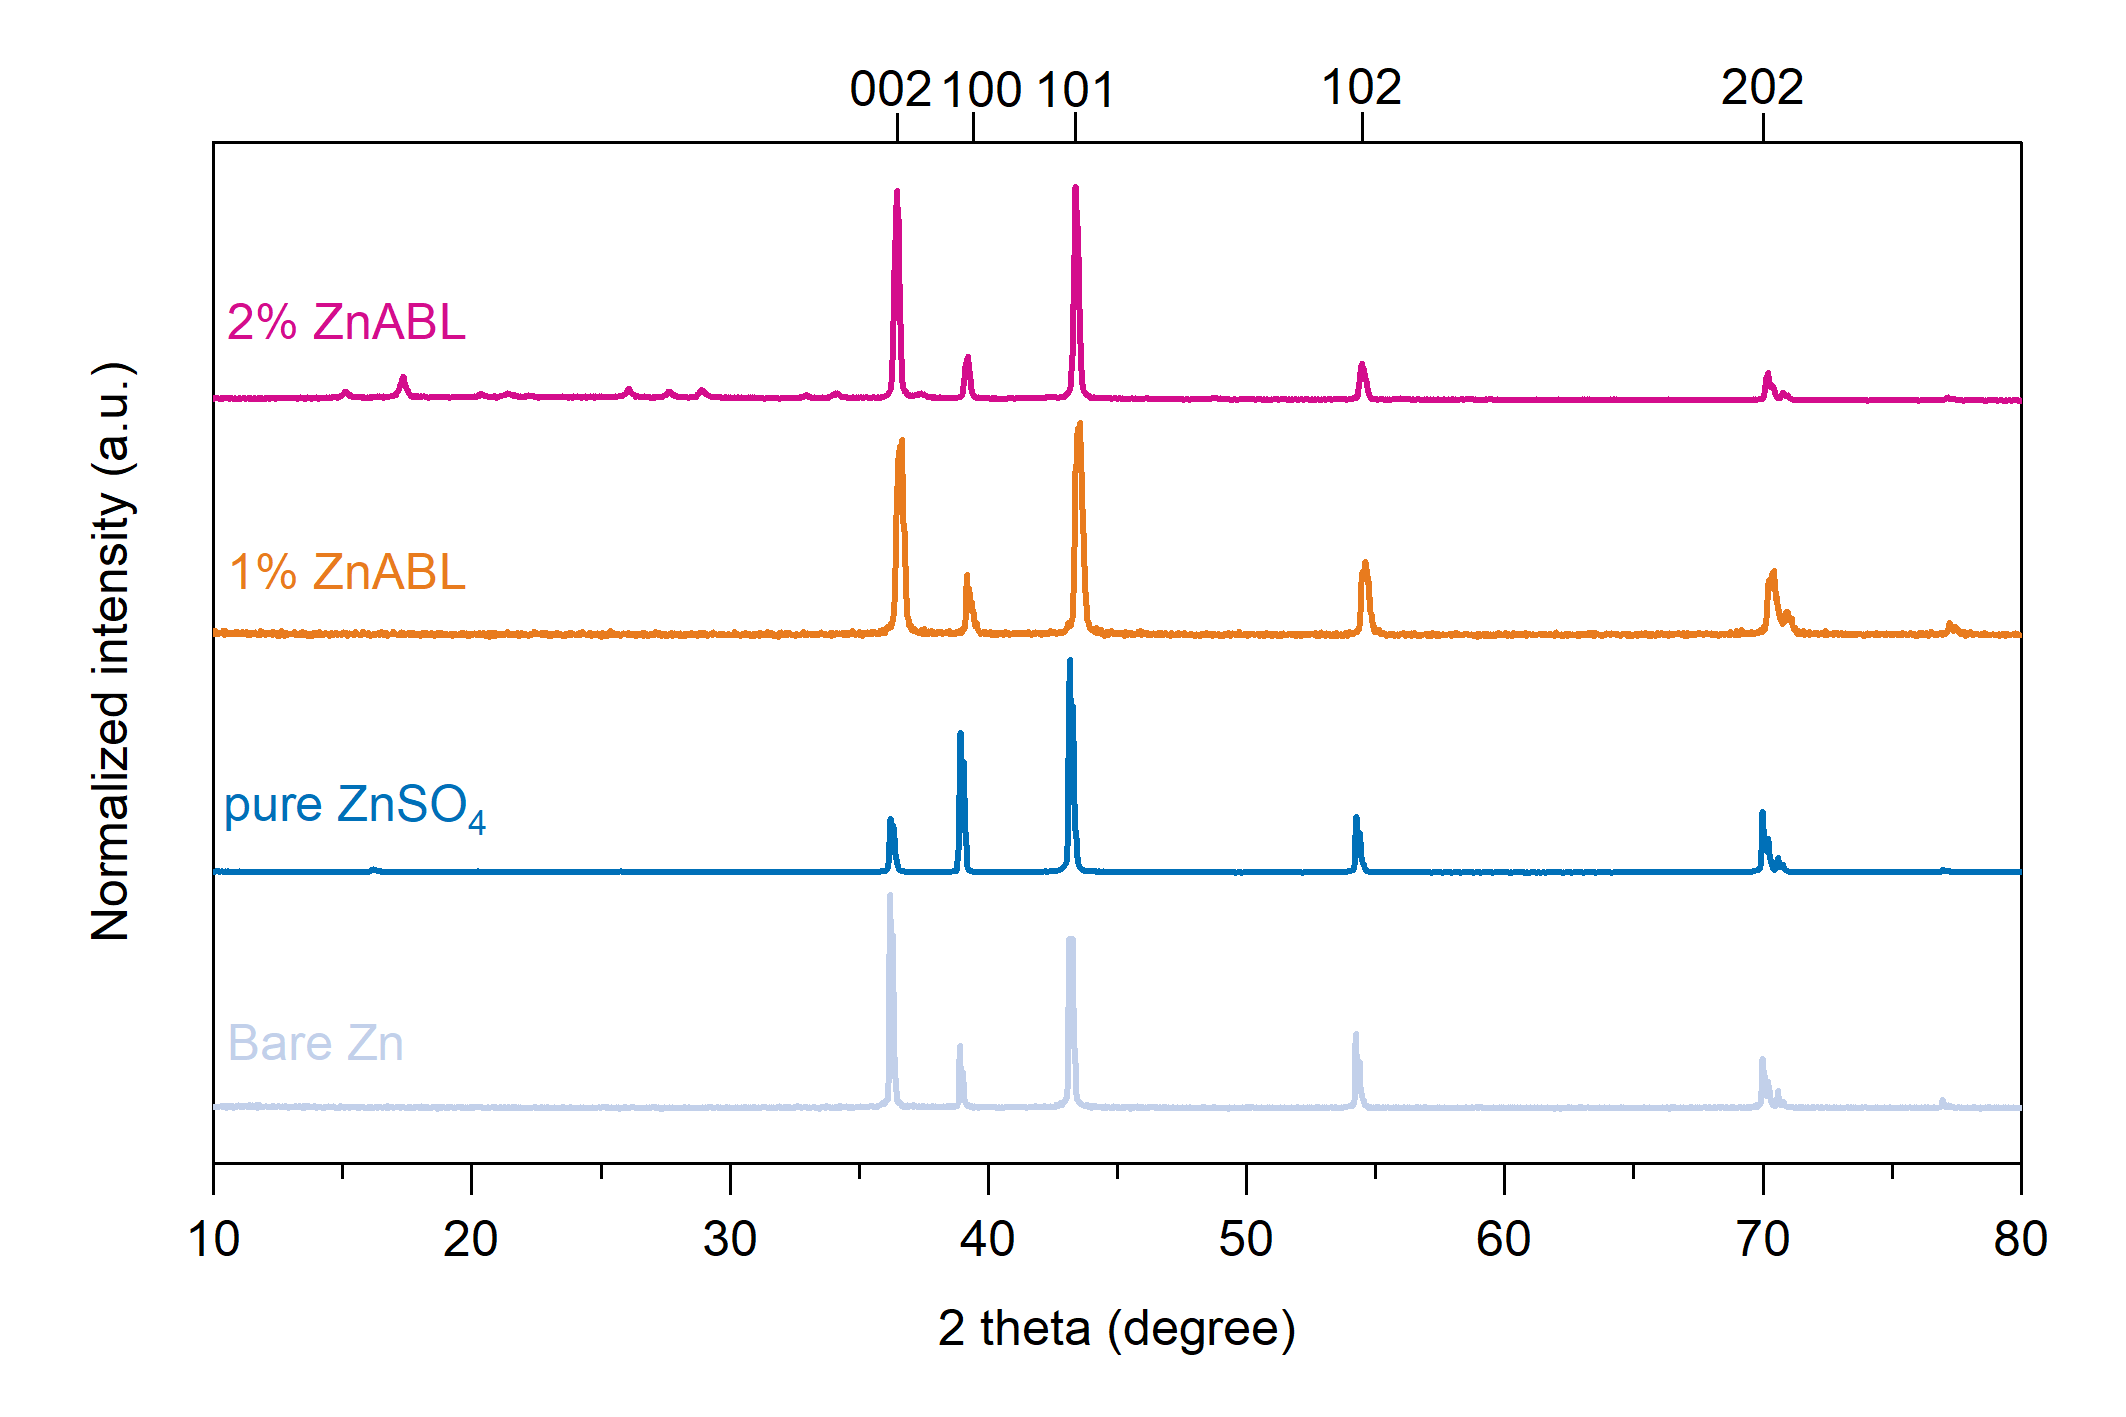 002 100 101 102 202
2% ZnABL
1% ZnABL
pure ZnSO₄
Bare Zn
Normalized intensity (a.u.)
10 20 30 40 50 60 70 80
2 theta (degree)